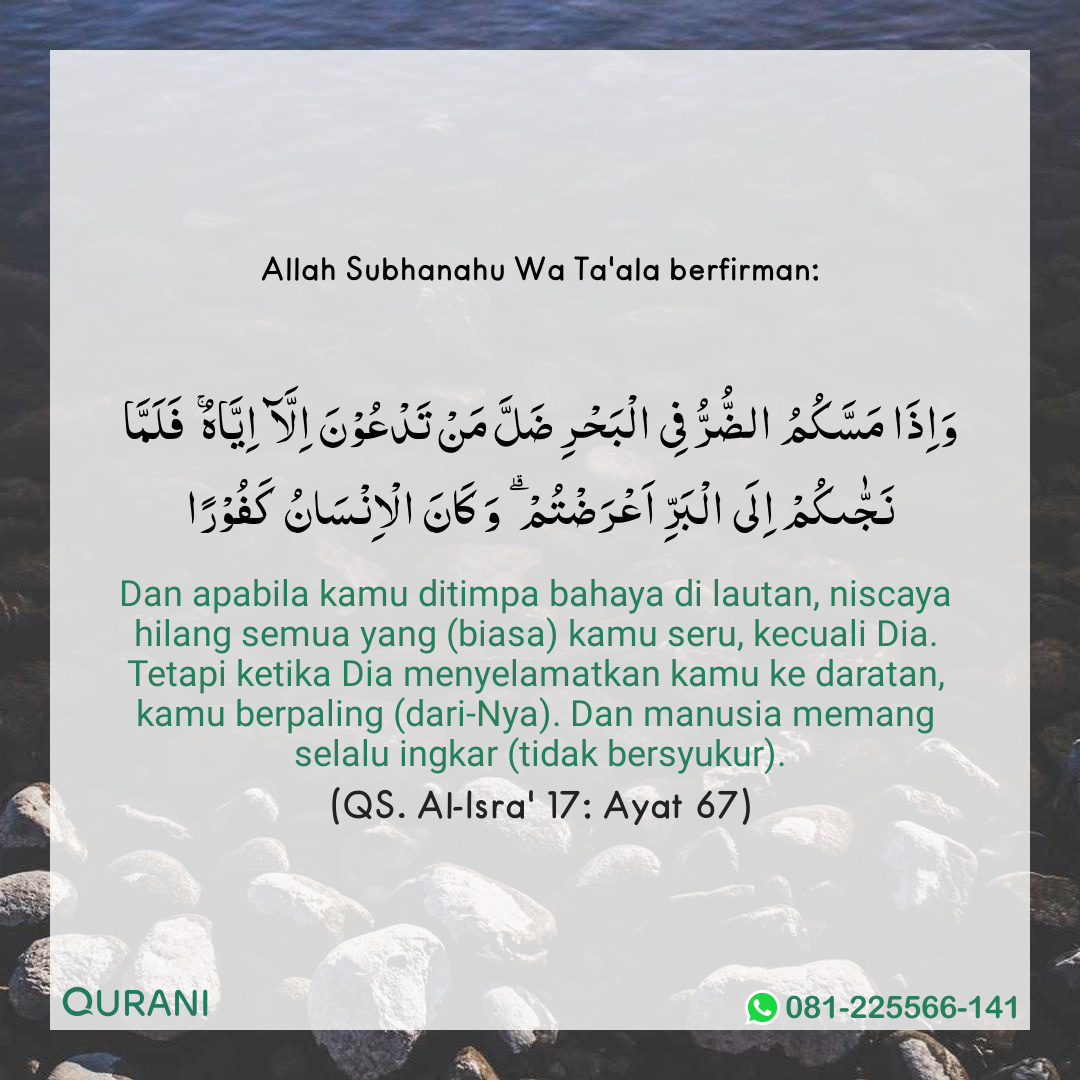 Allah Subhanahu Wa Ta'ala berfirman:
وَاِذَا مَسَّكُمُ الضُّرُّ فِى الْبَحْرِ ضَلَّ مَنْ تَدْعُوْنَ اِلَّاۤ اِيَّاهُ ۚ فَلَمَّا
نَجّٰٮكُمْ اِلَى الْبَرِّ اَعْرَضْتُمْ ۗ وَكَانَ الْاِنْسَانُ كَفُوْرًا
Dan apabila kamu ditimpa bahaya di lautan, niscaya
hilang semua yang (biasa) kamu seru, kecuali Dia.
Tetapi ketika Dia menyelamatkan kamu ke daratan,
kamu berpaling (dari-Nya). Dan manusia memang
selalu ingkar (tidak bersyukur).
(QS. Al-Isra' 17: Ayat 67)
QURANI
081-225566-141